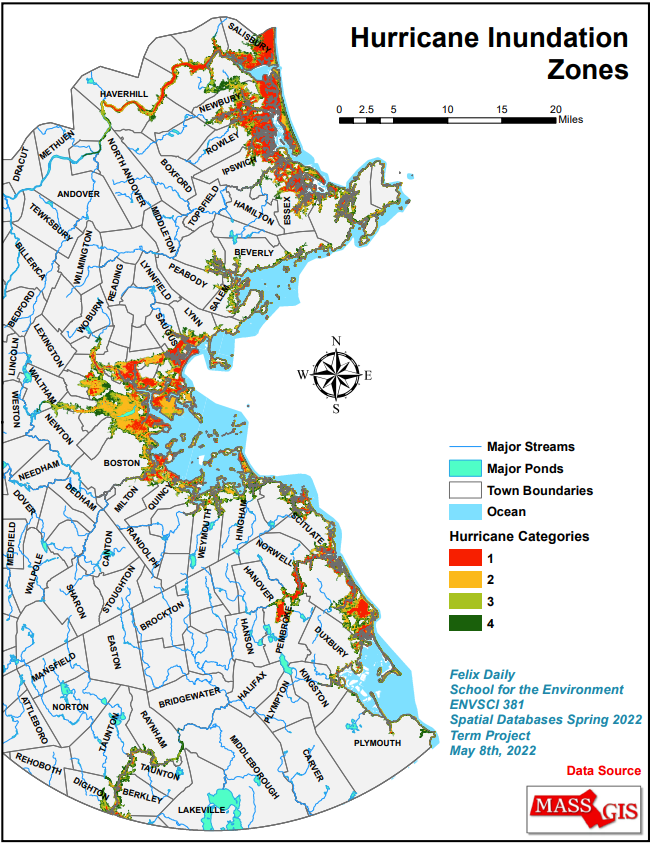 Hurricane Inundation
Zones
0 2.5 5 10 15 20
Miles
SALISBURY
HAVERHILL
NEWBURY
METHUEN
DRACUT
ROWLEY
NORTH ANDOVER
BOXFORD
IPSWICH
ANDOVER
TOPSFIELD
HAMILTON
ESSEX
TEWKSBURY
MIDDLETON
WILMINGTON
BEVERLY
BILLERICA
READING
LYNNFIELD
PEABODY
SALEM
BEDFORD
WOBURN
LYNN
SAUGUS
LEXINGTON
LINCOLN
N
W E
S
WALTHAM
WESTON
NEWTON
NEEDHAM
BOSTON
Major Streams
Major Ponds
Town Boundaries
Ocean
Hurricane Categories
1
2
3
4
DOVER
DEDHAM
MILTON
QUINCY
MEDFIELD
WEYMOUTH
HINGHAM
SCITUATE
WALPOLE
CANTON
RANDOLPH
NORWELL
SHARON
STOUGHTON
HANOVER
BROCKTON
HANSON
PEMBROKE
DUXBURY
EASTON
MANSFIELD
NORTON
BRIDGEWATER
HALIFAX
PLYMPTON
KINGSTON
ATTLEBORO
TAUNTON
RAYNHAM
MIDDLEBOROUGH
CARVER
PLYMOUTH
REHOBOTH
DIGHTON
TAUNTON
BERKLEY
LAKEVILLE
Felix Daily
School for the Environment
ENVSCI 381
Spatial Databases Spring 2022
Term Project
May 8th, 2022
Data Source
MASS GIS